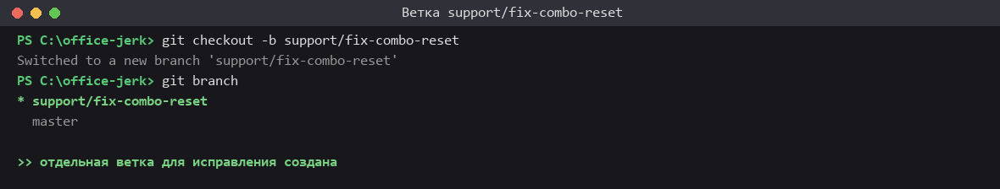 Ветка support/fix-combo-reset
PS C:\office-jerk> git checkout -b support/fix-combo-reset
Switched to a new branch 'support/fix-combo-reset'
PS C:\office-jerk> git branch
* support/fix-combo-reset
  master
>> отдельная ветка для исправления создана